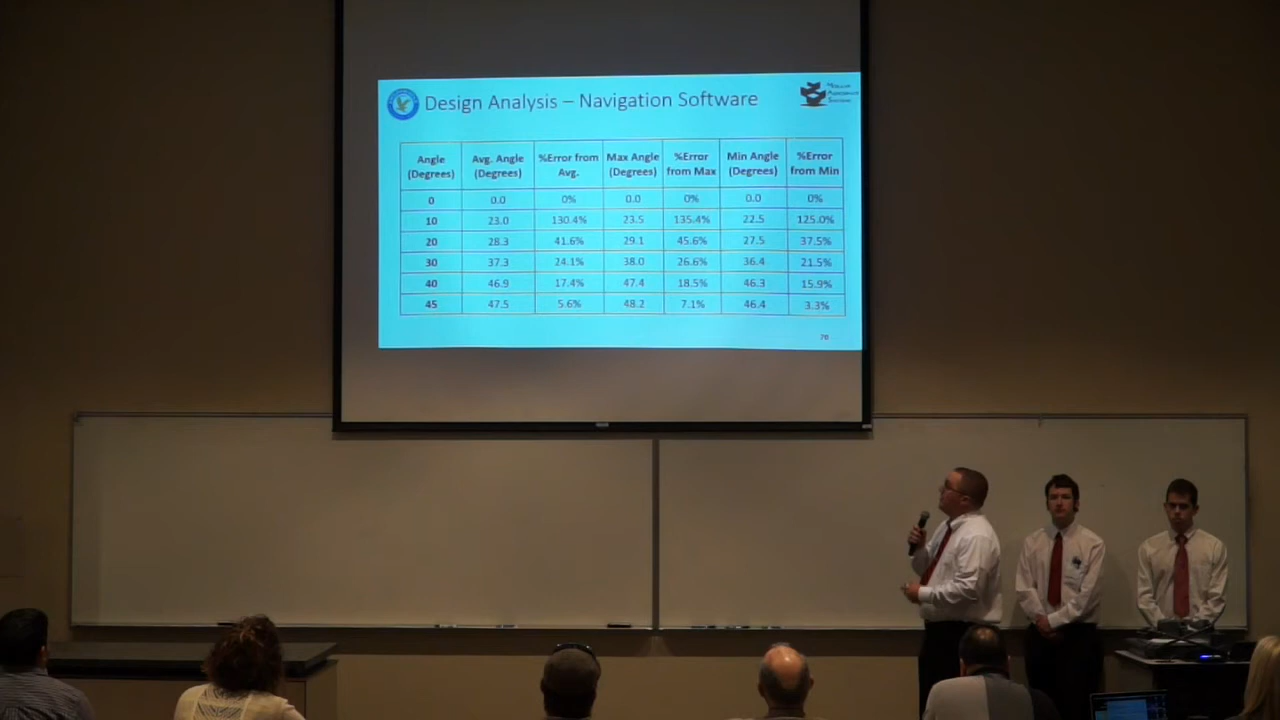 Design Analysis – Navigation Software
Angle (Degrees) Avg. Angle (Degrees) %Error from Avg. Max Angle (Degrees) %Error from Max Min Angle (Degrees) %Error from Min
0 0.0 0% 0.0 0% 0.0 0%
10 23.0 130.4% 23.5 135.4% 22.5 125.0%
20 28.3 41.6% 29.1 45.6% 27.5 37.5%
30 37.3 24.1% 38.0 26.6% 36.4 21.5%
40 46.9 17.4% 47.4 18.5% 46.3 15.9%
45 47.5 5.6% 48.2 7.1% 46.4 3.3%
70